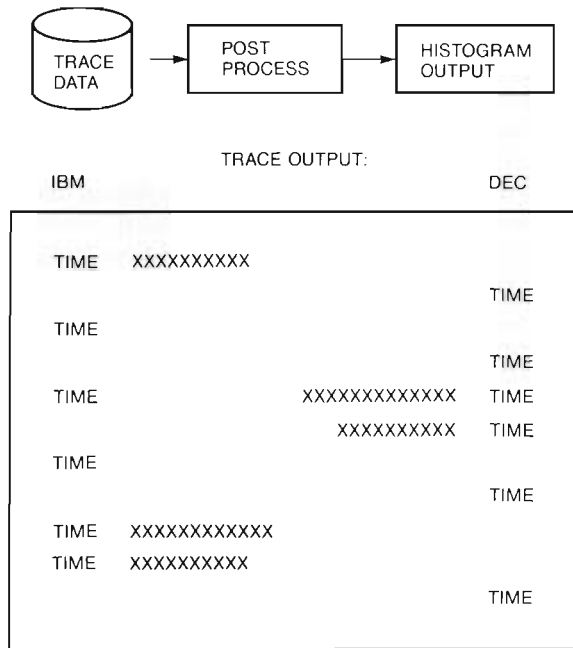 TRACE
DATA
POST
PROCESS
HISTOGRAM
OUTPUT
TRACE OUTPUT:
IBM DEC
TIME XXXXXXXXXX
TIME
TIME
TIME
TIME XXXXXXXXXXXXX TIME
XXXXXXXXXX TIME
TIME
TIME
TIME XXXXXXXXXXXX
TIME XXXXXXXXXX
TIME